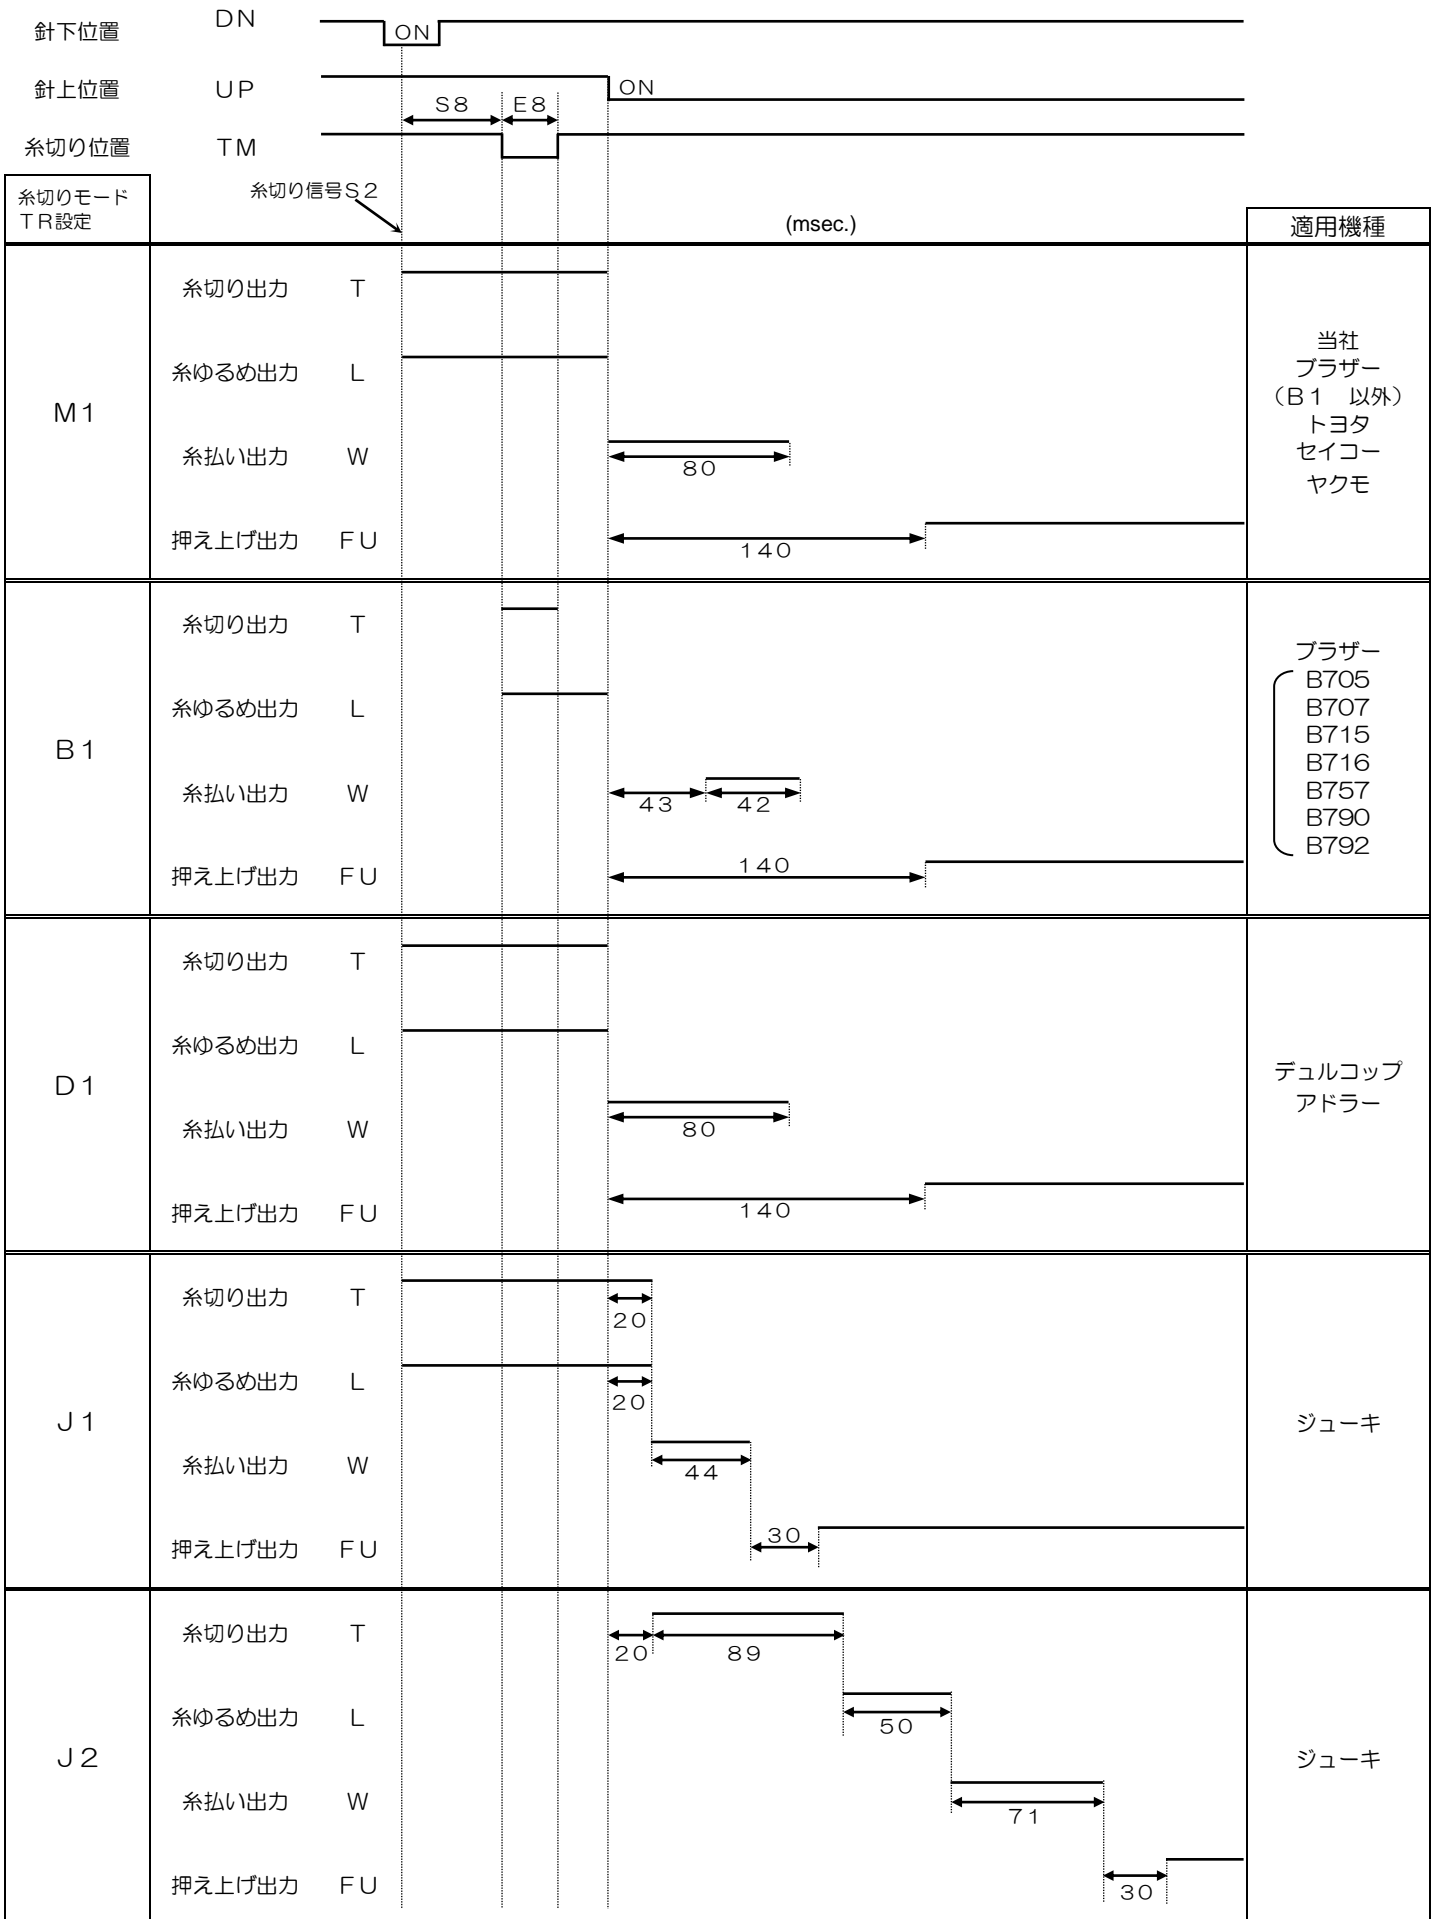 針下位置 ＤＮ ＯＮ
針上位置 ＵＰ ＯＮ
Ｓ８ Ｅ８
糸切り位置 ＴＭ
糸切りモード
ＴＲ設定
糸切り信号Ｓ２
(msec.)
適用機種
Ｍ１
糸切り出力 Ｔ
糸ゆるめ出力 Ｌ
糸払い出力 Ｗ
８０
押え上げ出力 ＦＵ
１４０
当社
ブラザー
（Ｂ１　以外）
トヨタ
セイコー
ヤクモ
Ｂ１
糸切り出力 Ｔ
糸ゆるめ出力 Ｌ
糸払い出力 Ｗ
４３ ４２
押え上げ出力 ＦＵ
１４０
ブラザー
B705
B707
B715
B716
B757
B790
B792
Ｄ１
糸切り出力 Ｔ
糸ゆるめ出力 Ｌ
糸払い出力 Ｗ
８０
押え上げ出力 ＦＵ
１４０
デュルコップ
アドラー
Ｊ１
糸切り出力 Ｔ
２０
糸ゆるめ出力 Ｌ
２０
糸払い出力 Ｗ
４４
押え上げ出力 ＦＵ
３０
ジューキ
Ｊ２
糸切り出力 Ｔ
２０ ８９
糸ゆるめ出力 Ｌ
５０
糸払い出力 Ｗ
７１
押え上げ出力 ＦＵ
３０
ジューキ